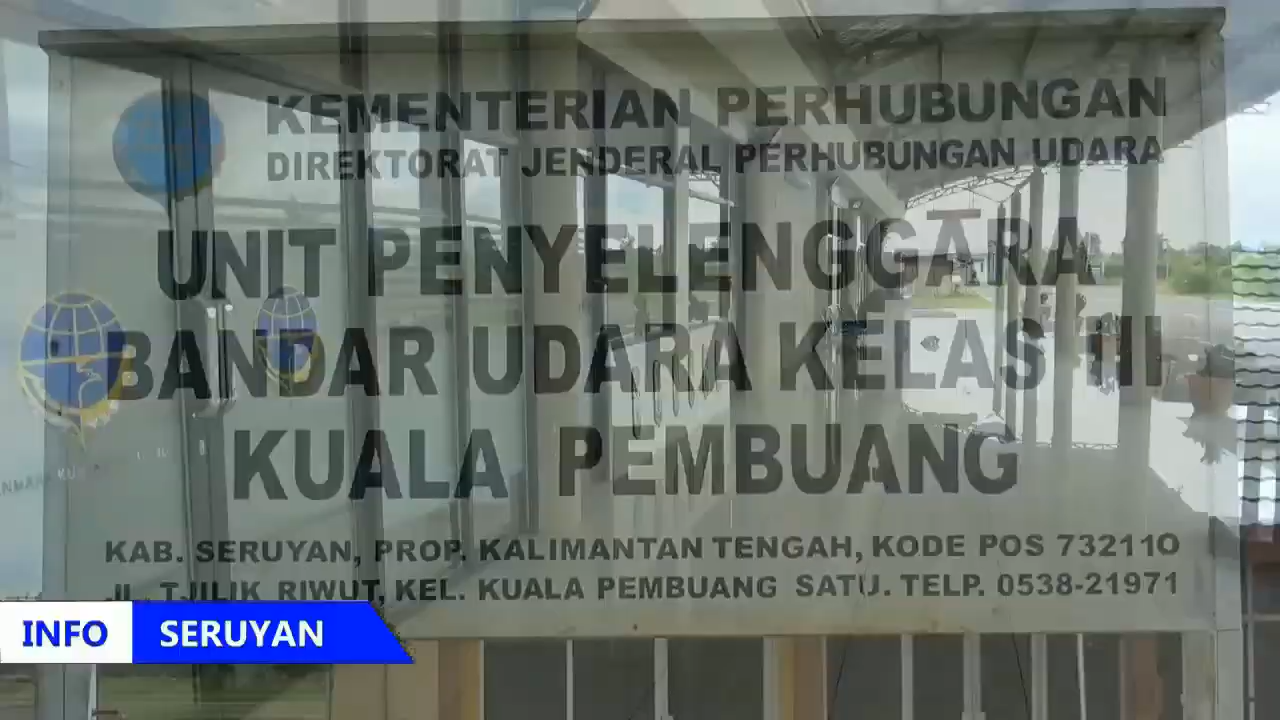 KEMENTERIAN PERHUBUNGAN
DIREKTORAT JENDERAL PERHUBUNGAN UDARA
UNIT PENYELENGGARA
BANDAR UDARA KELAS III
KUALA PEMBUANG
KAB. SERUYAN, PROP. KALIMANTAN TENGAH, KODE POS 732110
JL. TJILIK RIWUT, KEL. KUALA PEMBUANG SATU. TELP. 0538-21971
INFO SERUYAN